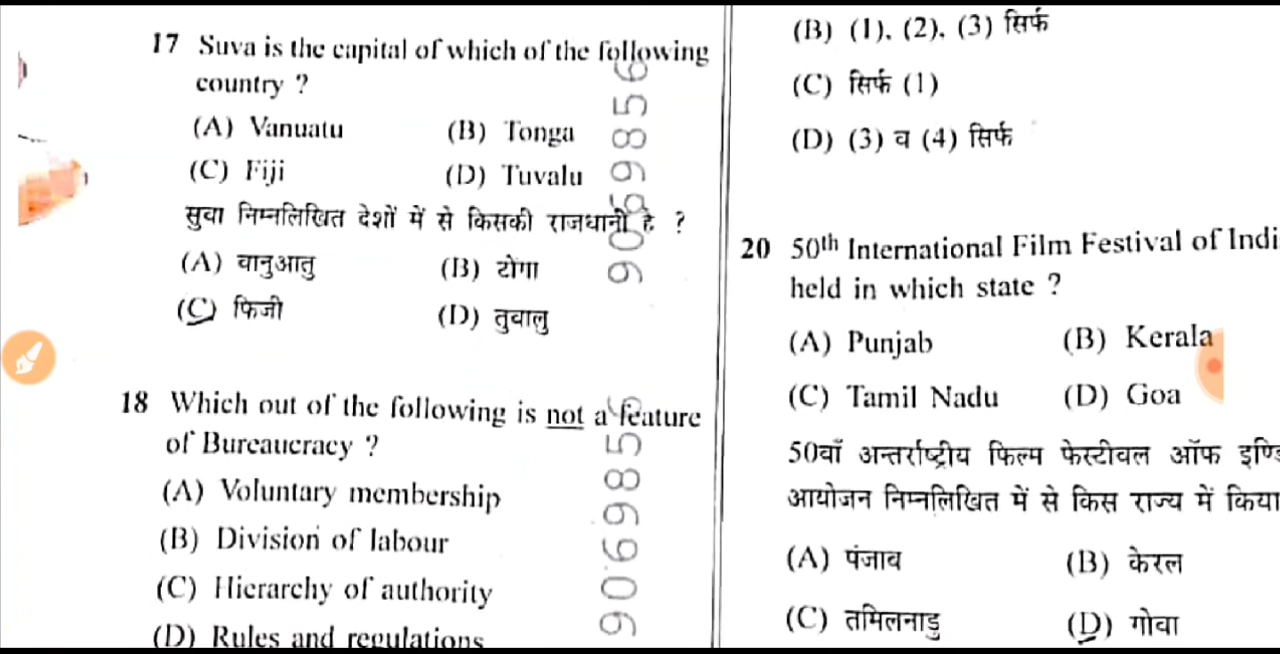 17 Suva is the capital of which of the following
country ?
(A) Vanuatu (B) Tonga
(C) Fiji (D) Tuvalu
सुवा निम्नलिखित देशों में से किसकी राजधानी है ?
(A) वानुआतु (B) टोंगा
(C) फिजी (D) तुवालु
18 Which out of the following is not a feature
of Bureaucracy ?
(A) Voluntary membership
(B) Division of labour
(C) Hierarchy of authority
(D) Rules and regulations
(B) (1), (2), (3) सिर्फ
(C) सिर्फ (1)
(D) (3) व (4) सिर्फ
20 50th International Film Festival of Indi
held in which state ?
(A) Punjab (B) Kerala
(C) Tamil Nadu (D) Goa
50वाँ अन्तर्राष्ट्रीय फिल्म फेस्टीवल ऑफ
आयोजन निम्नलिखित में से किस राज्य में किया
(A) पंजाब (B) केरल
(C) तमिलनाडु (D) गोवा